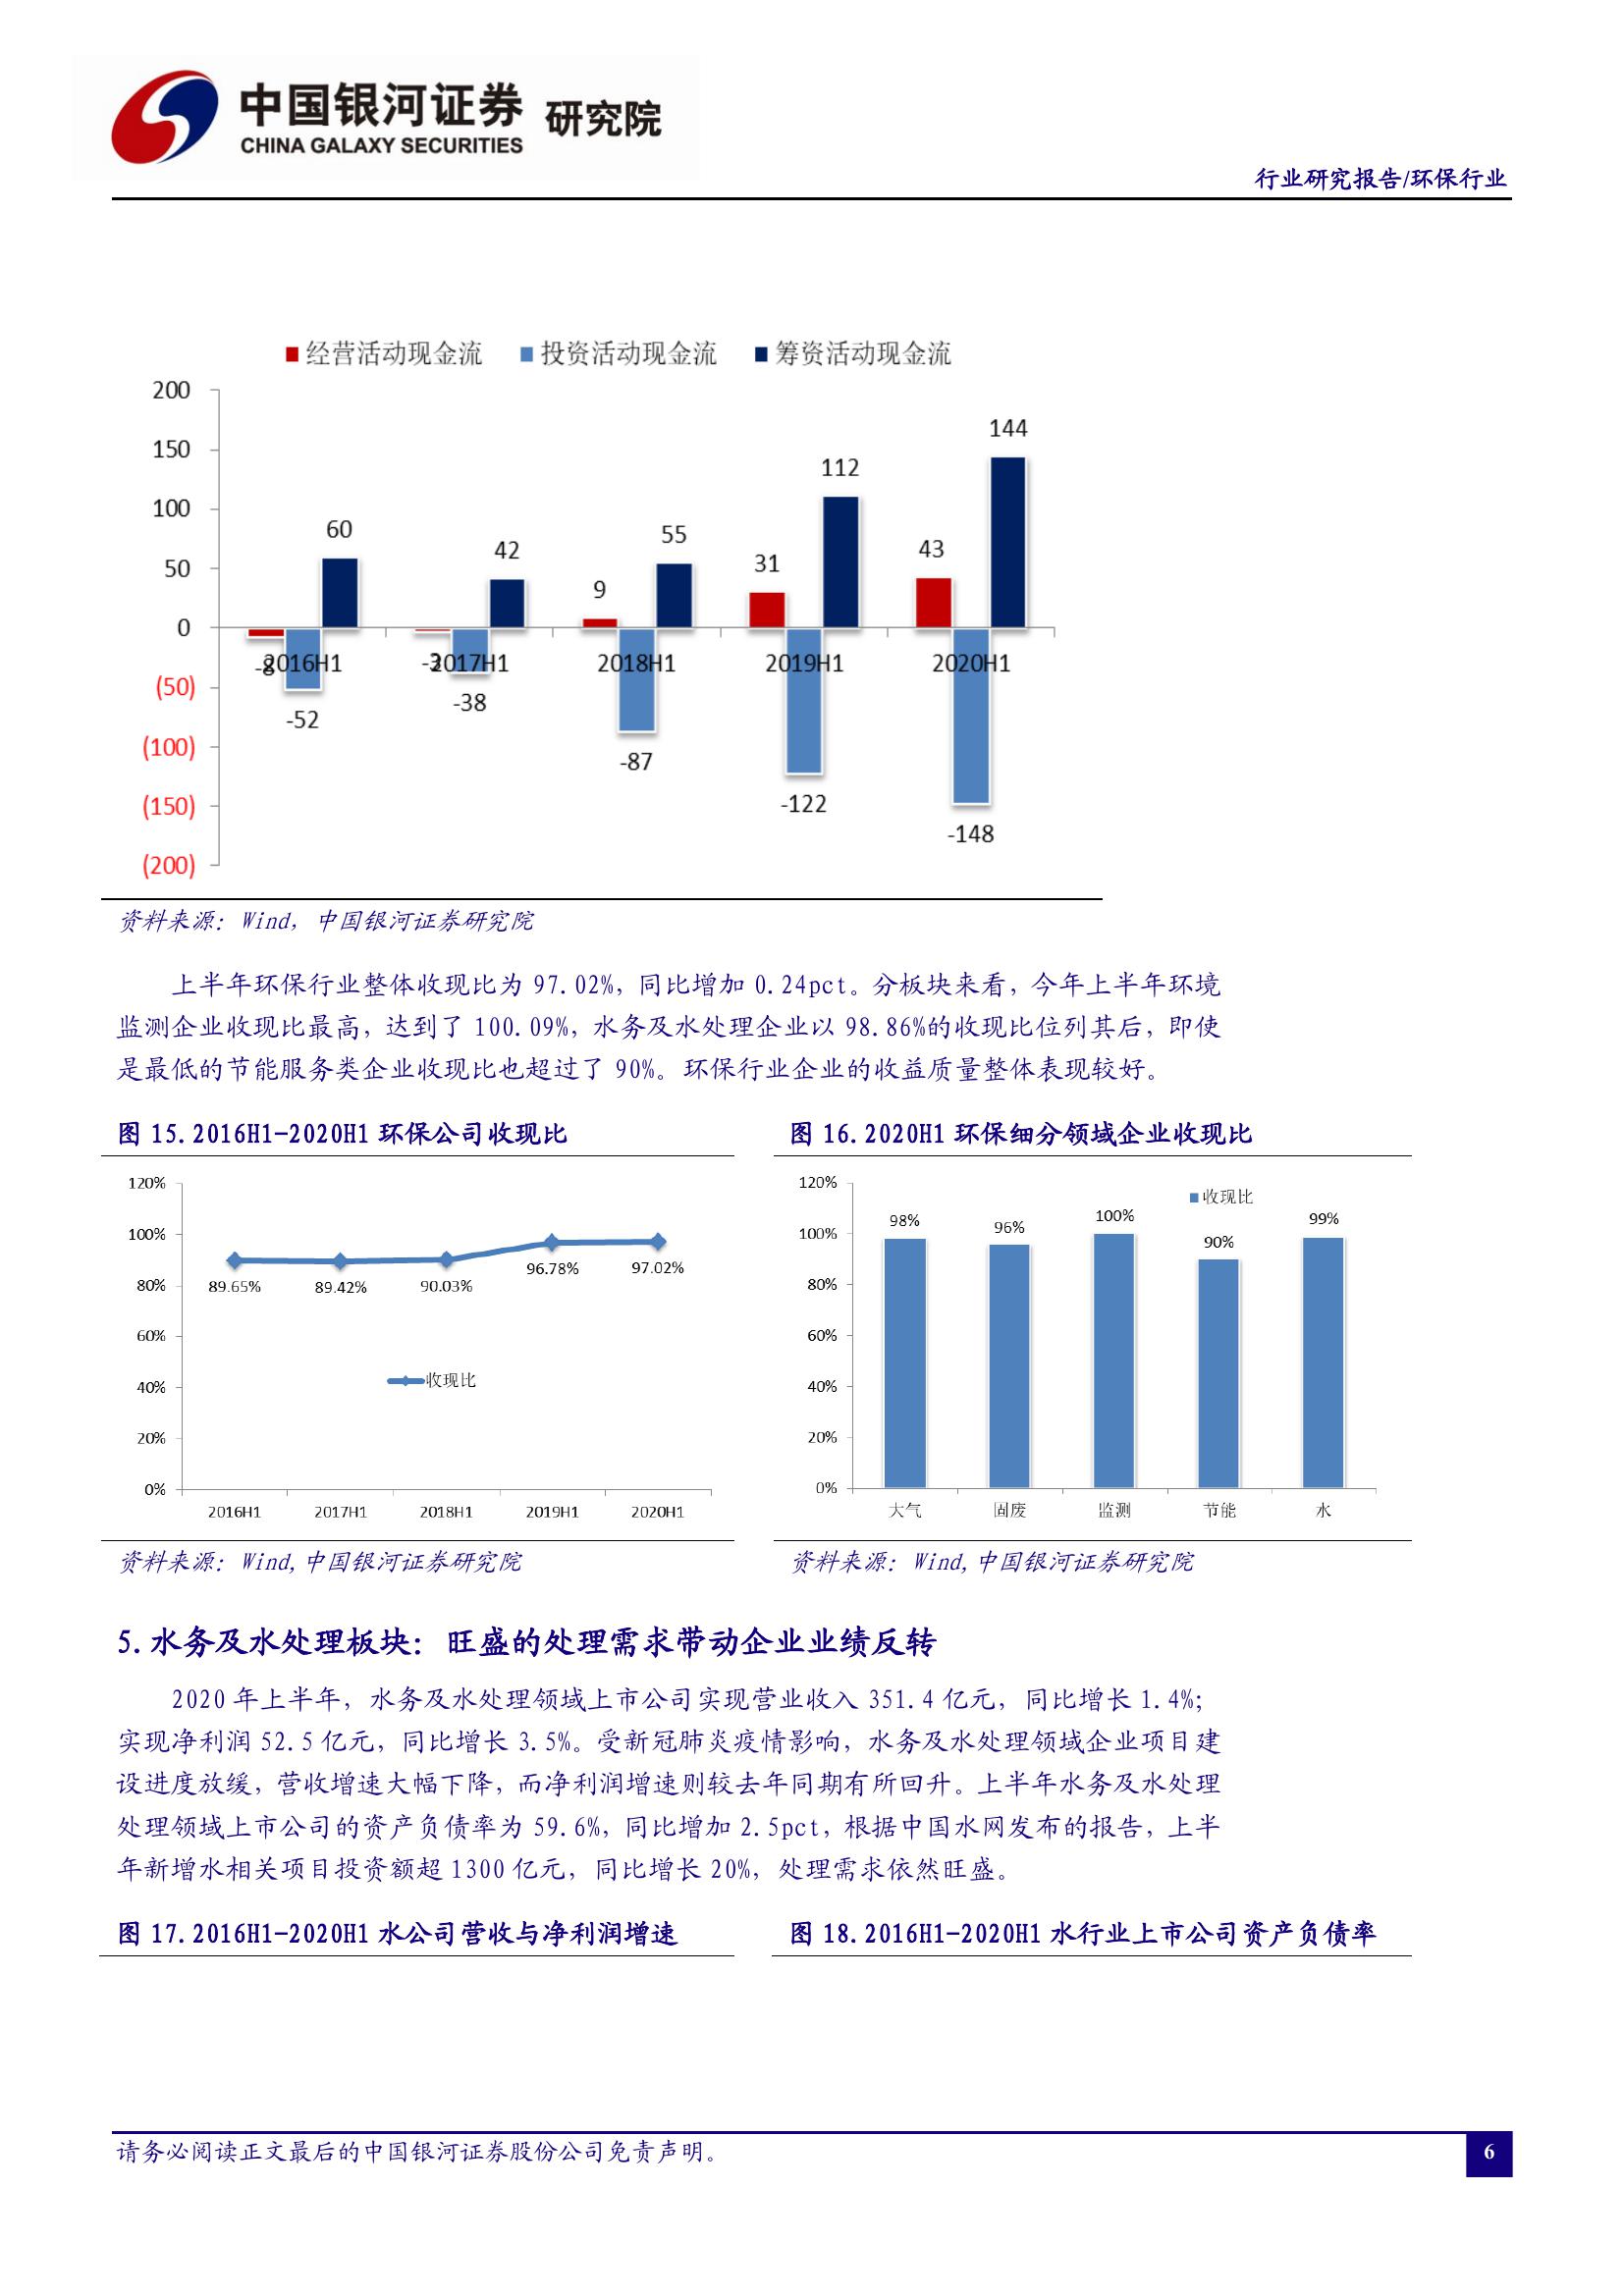 中国银河证券 研究院
CHINA GALAXY SECURITIES
行业研究报告/环保行业
经营活动现金流 投资活动现金流 筹资活动现金流
200
150
100
50
0
(50)
(100)
(150)
(200)
60 42 55 112 144
9 31 43
-8 -3
2016H1 2017H1 2018H1 2019H1 2020H1
-52 -38 -87 -122 -148
资料来源：Wind，中国银河证券研究院
上半年环保行业整体收现比为 97.02%，同比增加 0.24pct。分板块来看，今年上半年环境
监测企业收现比最高，达到了 100.09%，水务及水处理企业以 98.86%的收现比位列其后，即使
是最低的节能服务类企业收现比也超过了 90%。环保行业企业的收益质量整体表现较好。
图 15.2016H1-2020H1 环保公司收现比
120%
100%
80%
60%
40%
20%
0%
89.65% 89.42% 90.03% 96.78% 97.02%
收现比
2016H1 2017H1 2018H1 2019H1 2020H1
资料来源：Wind,中国银河证券研究院
图 16.2020H1 环保细分领域企业收现比
120%
100%
80%
60%
40%
20%
0%
收现比
98% 96% 100% 90% 99%
大气 固废 监测 节能 水
资料来源：Wind,中国银河证券研究院
5.水务及水处理板块：旺盛的处理需求带动企业业绩反转
2020 年上半年，水务及水处理领域上市公司实现营业收入 351.4 亿元，同比增长 1.4%；
实现净利润 52.5 亿元，同比增长 3.5%。受新冠肺炎疫情影响，水务及水处理领域企业项目建
设进度放缓，营收增速大幅下降，而净利润增速则较去年同期有所回升。上半年水务及水处理
处理领域上市公司的资产负债率为 59.6%，同比增加 2.5pct，根据中国水网发布的报告，上半
年新增水相关项目投资额超 1300 亿元，同比增长 20%，处理需求依然旺盛。
图 17.2016H1-2020H1 水公司营收与净利润增速
图 18.2016H1-2020H1 水行业上市公司资产负债率
请务必阅读正文最后的中国银河证券股份公司免责声明。
6